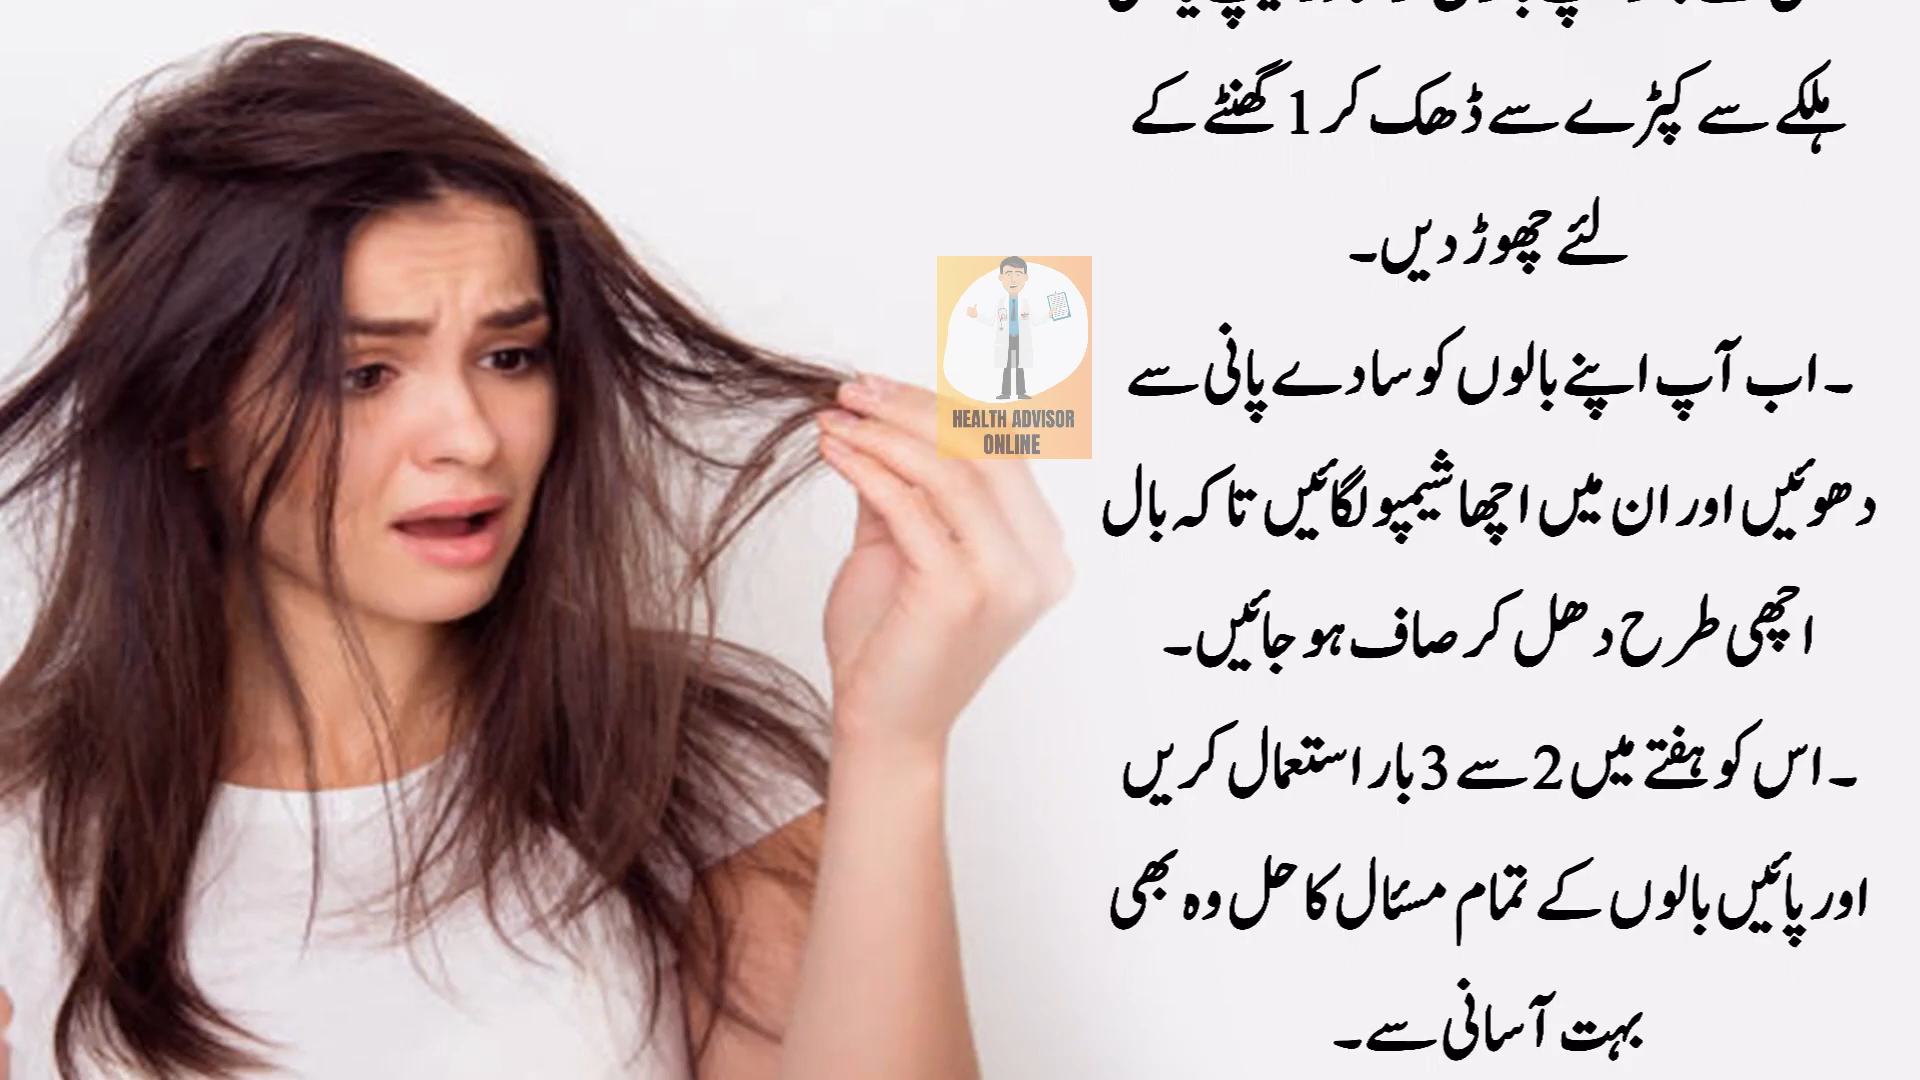 ہلکے سے کپڑے سے ڈھک کر 1 گھنٹے کے
لئے چھوڑ دیں۔
۔اب آپ اپنے بالوں کو سادے پانی سے
دھوئیں اور ان میں اچھا شیمپو لگائیں تاکہ بال
اچھی طرح دھل کر صاف ہو جائیں۔
۔اس کو ہفتے میں 2 سے 3 بار استعمال کریں
اور پائیں بالوں کے تمام مسئال کا حل وہ بھی
بہت آسانی سے۔
HEALTH ADVISOR
ONLINE